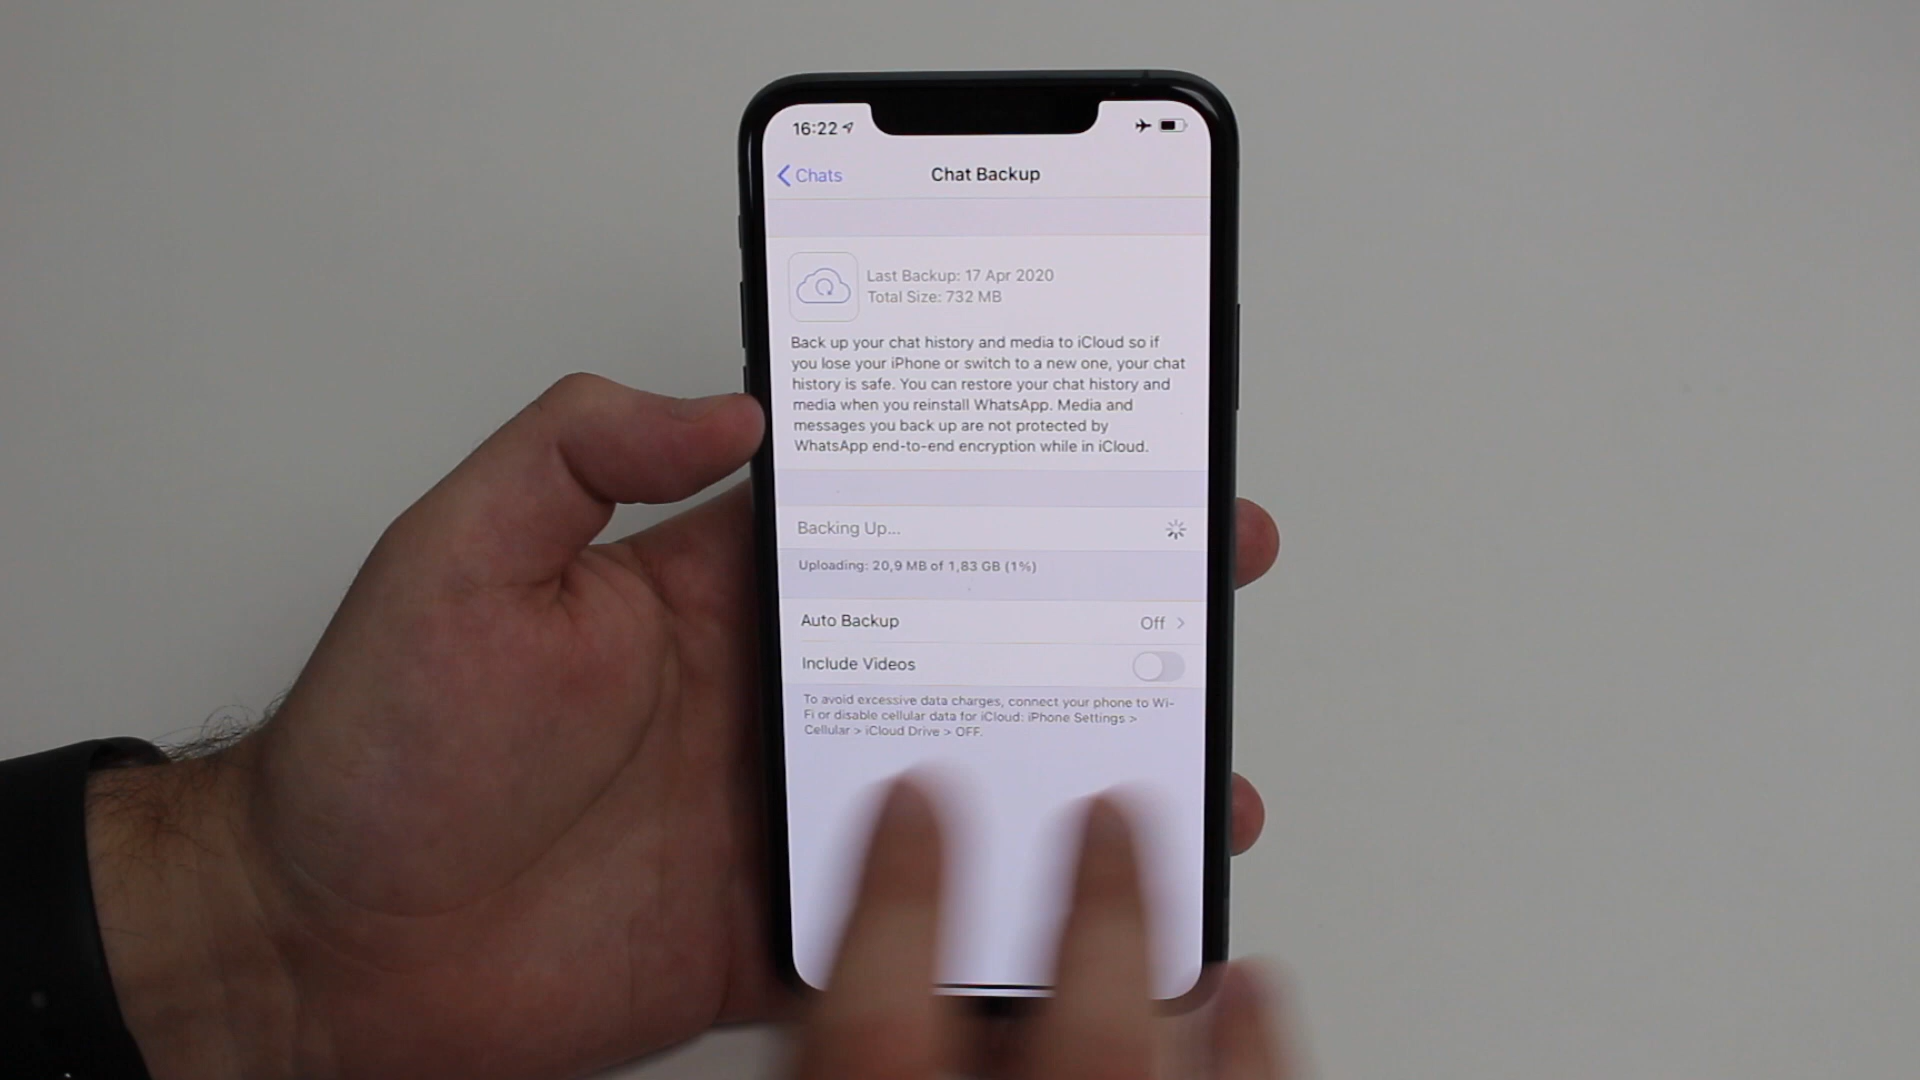 16:22
Chats
Chat Backup
Last Backup: 17 Apr 2020
Total Size: 732 MB
Back up your chat history and media to iCloud so if
you lose your iPhone or switch to a new one, your chat
history is safe. You can restore your chat history and
media when you reinstall WhatsApp. Media and
messages you back up are not protected by
WhatsApp end-to-end encryption while in iCloud.
Backing Up...
Uploading: 20,9 MB of 1,83 GB (1%)
Auto Backup Off
Include Videos
To avoid excessive data charges, connect your phone to Wi-
Fi or disable cellular data for iCloud: iPhone Settings >
Cellular > iCloud Drive > OFF.